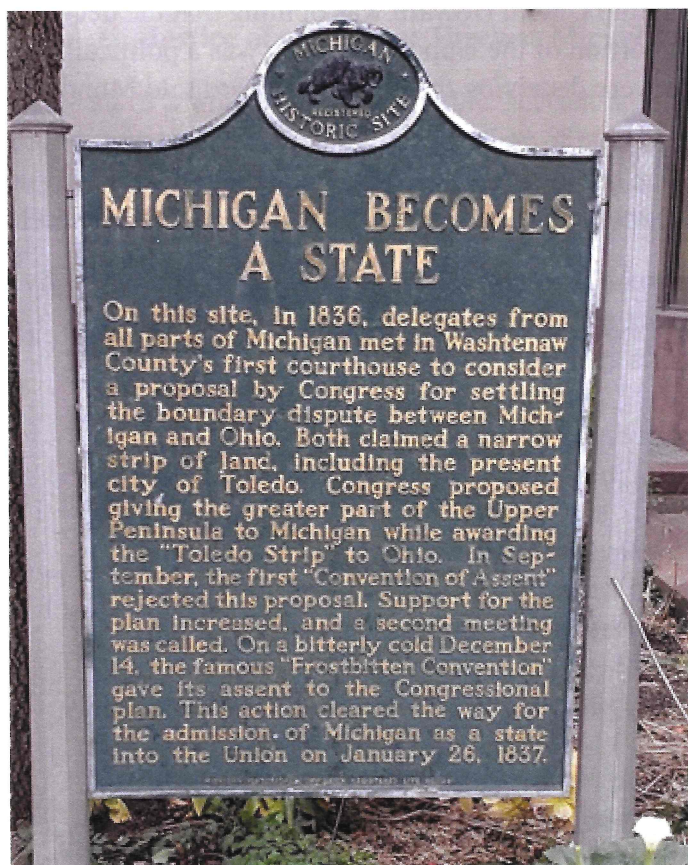 MICHIGAN
REGISTERED
HISTORIC SITE
MICHIGAN BECOMES
A STATE
On this site, in 1836, delegates from
all parts of Michigan met in Washtenaw
County's first courthouse to consider
a proposal by Congress for settling
the boundary dispute between Mich-
igan and Ohio. Both claimed a narrow
strip of land, including the present
city of Toledo. Congress proposed
giving the greater part of the Upper
Peninsula to Michigan while awarding
the "Toledo Strip" to Ohio. In Sep-
tember, the first "Convention of Assent"
rejected this proposal. Support for the
plan increased, and a second meeting
was called. On a bitterly cold December
14, the famous "Frostbitten Convention"
gave its assent to the Congressional
plan. This action cleared the way for
the admission of Michigan as a state
into the Union on January 26, 1837.